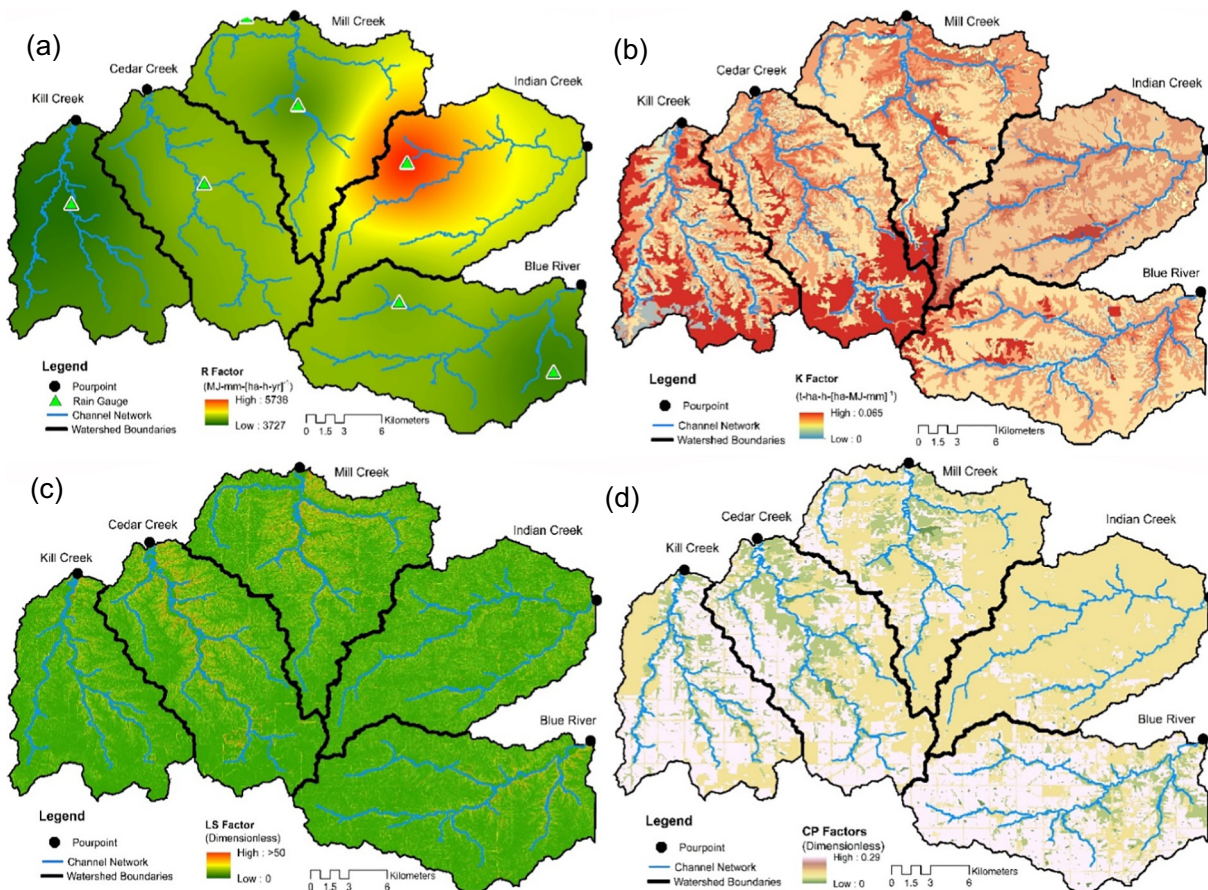 (a)
Mill Creek
Cedar Creek
Indian Creek
Kill Creek
Blue River
Legend
Pourpoint
Rain Gauge
Channel Network
Watershed Boundaries
R Factor
(MJ-mm-[ha-h-yr]⁻¹)
High : 5738
Low : 3727
Kilometers
0 1.5 3 6
(b)
Mill Creek
Cedar Creek
Indian Creek
Kill Creek
Blue River
Legend
Pourpoint
Channel Network
Watershed Boundaries
K Factor
(t-ha-h-[ha-MJ-mm]⁻¹)
High : 0.065
Low : 0
Kilometers
0 1.5 3 6
(c)
Mill Creek
Cedar Creek
Indian Creek
Kill Creek
Blue River
Legend
Pourpoint
Channel Network
Watershed Boundaries
LS Factor
(Dimensionless)
High : >50
Low : 0
Kilometers
0 1.5 3 6
(d)
Mill Creek
Cedar Creek
Indian Creek
Kill Creek
Blue River
Legend
Pourpoint
Channel Network
Watershed Boundaries
CP Factors
(Dimensionless)
High : 0.29
Low : 0
Kilometers
0 1.5 3 6